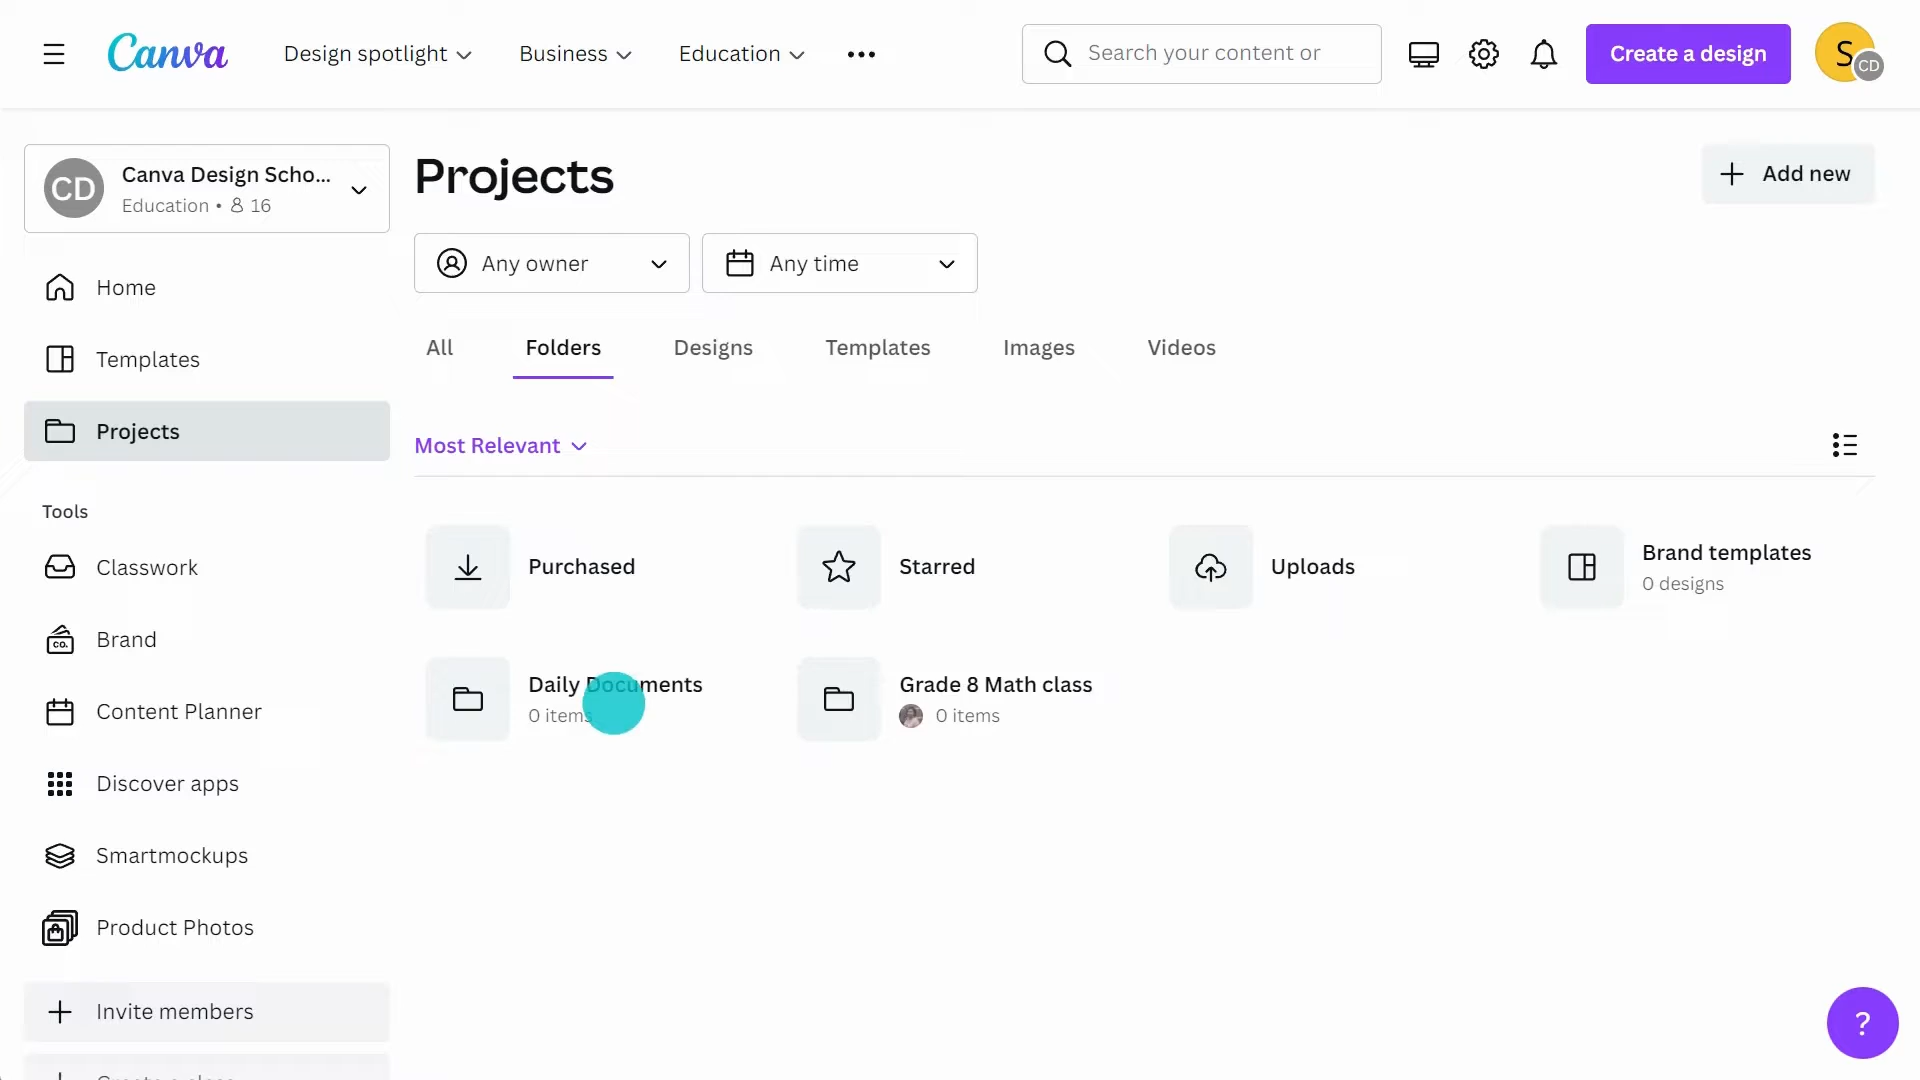 Canva
Design spotlight
Business
Education
Search your content or
Create a design
S
CD
CD
Canva Design Scho...
Education • 16
Home
Templates
Projects
Tools
Classwork
CO.
Brand
Content Planner
Discover apps
Smartmockups
Product Photos
Invite members
Create a class
Projects
Add new
Any owner
Any time
All
Folders
Designs
Templates
Images
Videos
Most Relevant
Purchased
Starred
Uploads
Brand templates
0 designs
Daily Documents
0 items
Grade 8 Math class
0 items
?